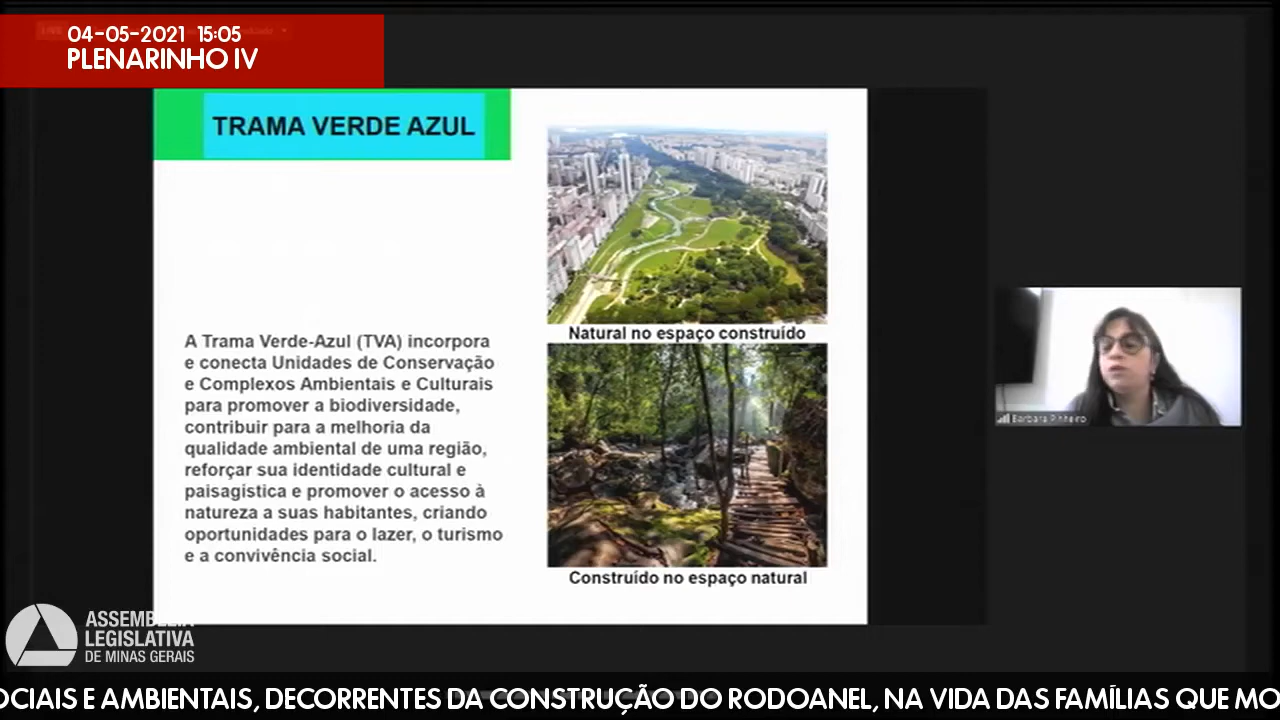 04-05-2021 15:05
PLENARINHO IV
TRAMA VERDE AZUL
A Trama Verde-Azul (TVA) incorpora
e conecta Unidades de Conservação
e Complexos Ambientais e Culturais
para promover a biodiversidade,
contribuir para a melhoria da
qualidade ambiental de uma região,
reforçar sua identidade cultural e
paisagística e promover o acesso à
natureza a suas habitantes, criando
oportunidades para o lazer, o turismo
e a convivência social.
Natural no espaço construído
Construído no espaço natural
Barbara Pinheiro
ASSEMBLEIA
LEGISLATIVA
DE MINAS GERAIS
OCIAIS E AMBIENTAIS, DECORRENTES DA CONSTRUÇÃO DO RODOANEL, NA VIDA DAS FAMÍLIAS QUE MO